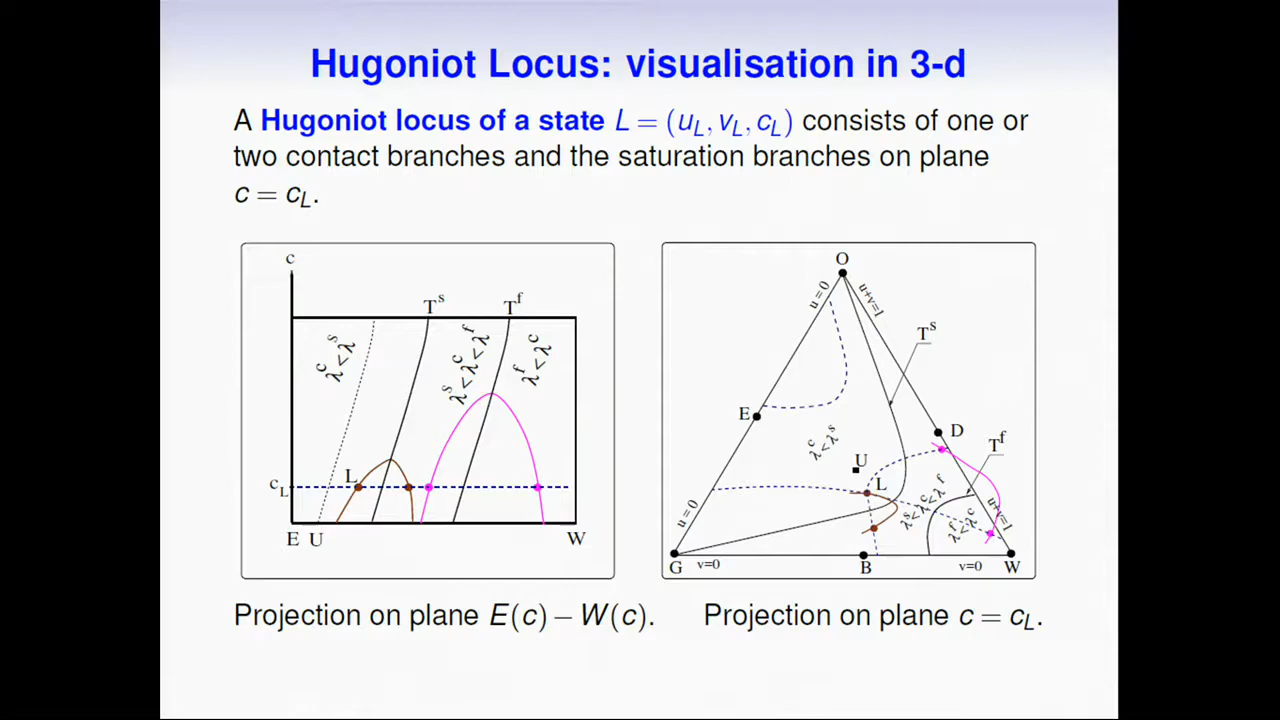 Hugoniot Locus: visualisation in 3-d
A Hugoniot locus of a state L = (u_L, v_L, c_L) consists of one or
two contact branches and the saturation branches on plane
c = c_L.
c
T^s
T^f
λ^c < λ^s
λ^s < λ^c < λ^f
λ^f < λ^c
L
c_L
E U
W
O
u = 0
u+v=1
T^s
E
D
T^f
λ^c < λ^s
U
L
λ^s < λ^c < λ^f
λ^f < λ^c
u = 0
u+v=1
G
v=0
B
v=0
W
Projection on plane E(c) − W(c).
Projection on plane c = c_L.